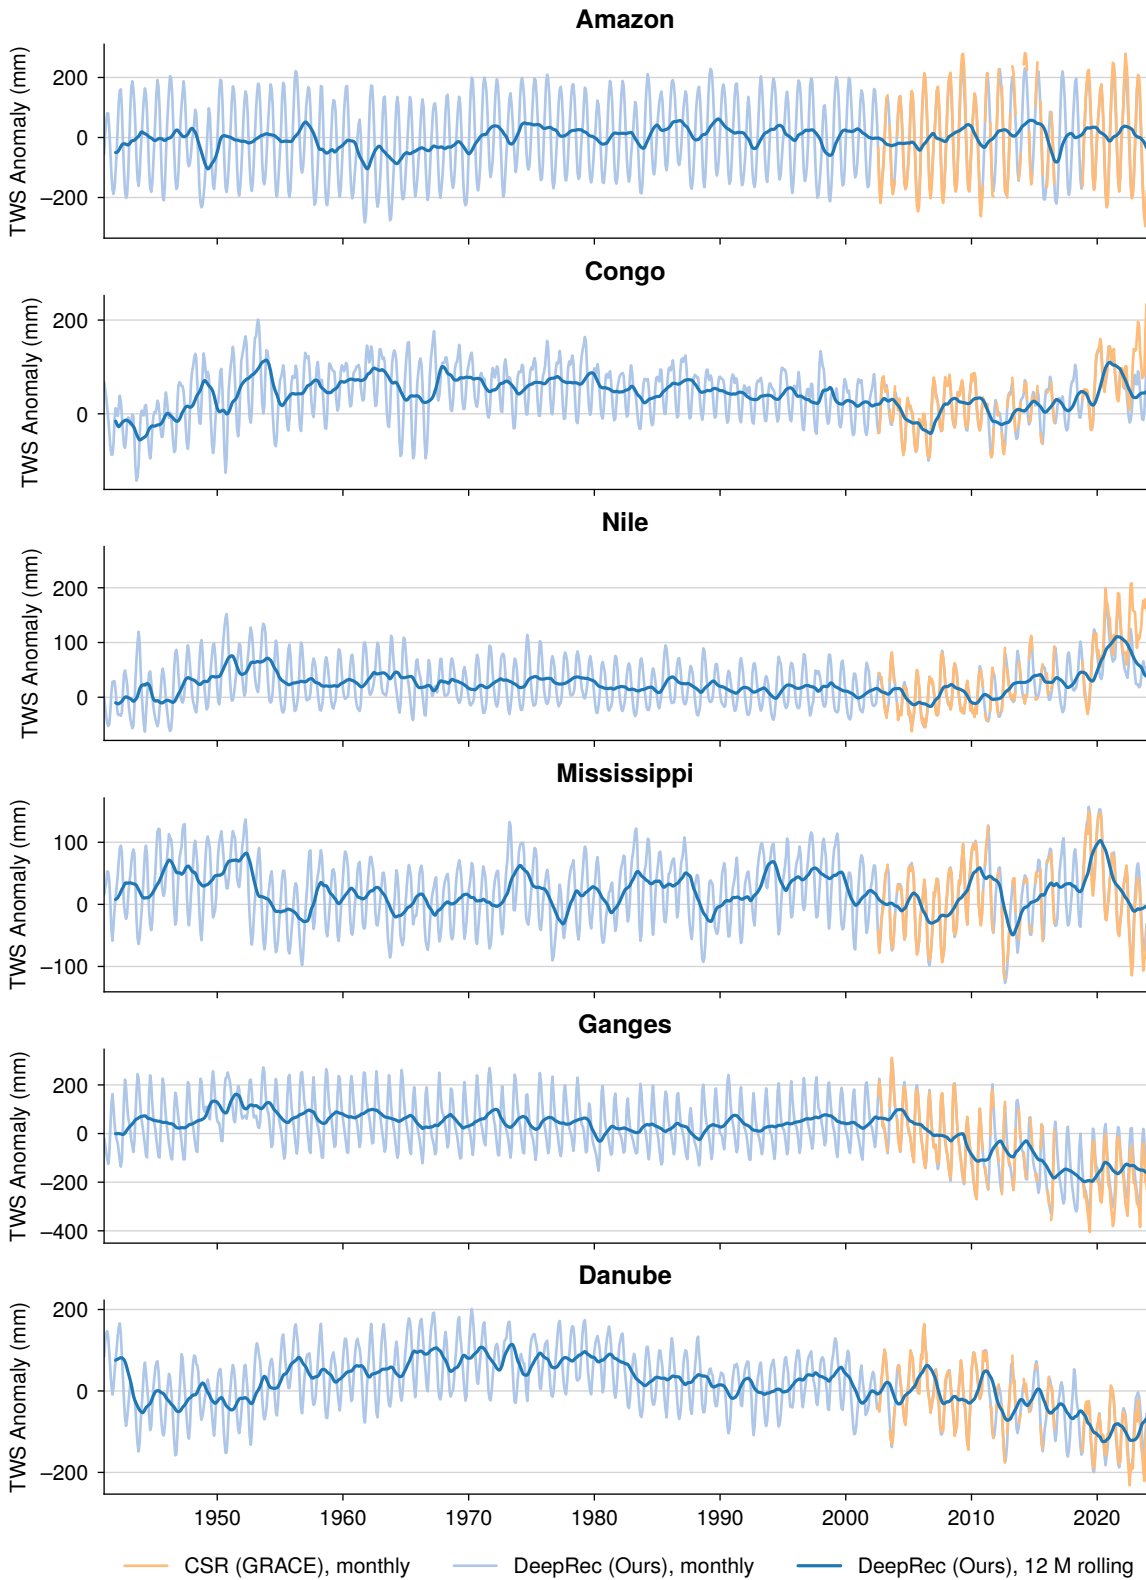 Amazon
TWS Anomaly (mm)
200
0
−200
Congo
TWS Anomaly (mm)
200
0
Nile
TWS Anomaly (mm)
200
100
0
Mississippi
TWS Anomaly (mm)
100
0
−100
Ganges
TWS Anomaly (mm)
200
0
−200
−400
Danube
TWS Anomaly (mm)
200
0
−200
1950 1960 1970 1980 1990 2000 2010 2020
CSR (GRACE), monthly DeepRec (Ours), monthly DeepRec (Ours), 12 M rolling